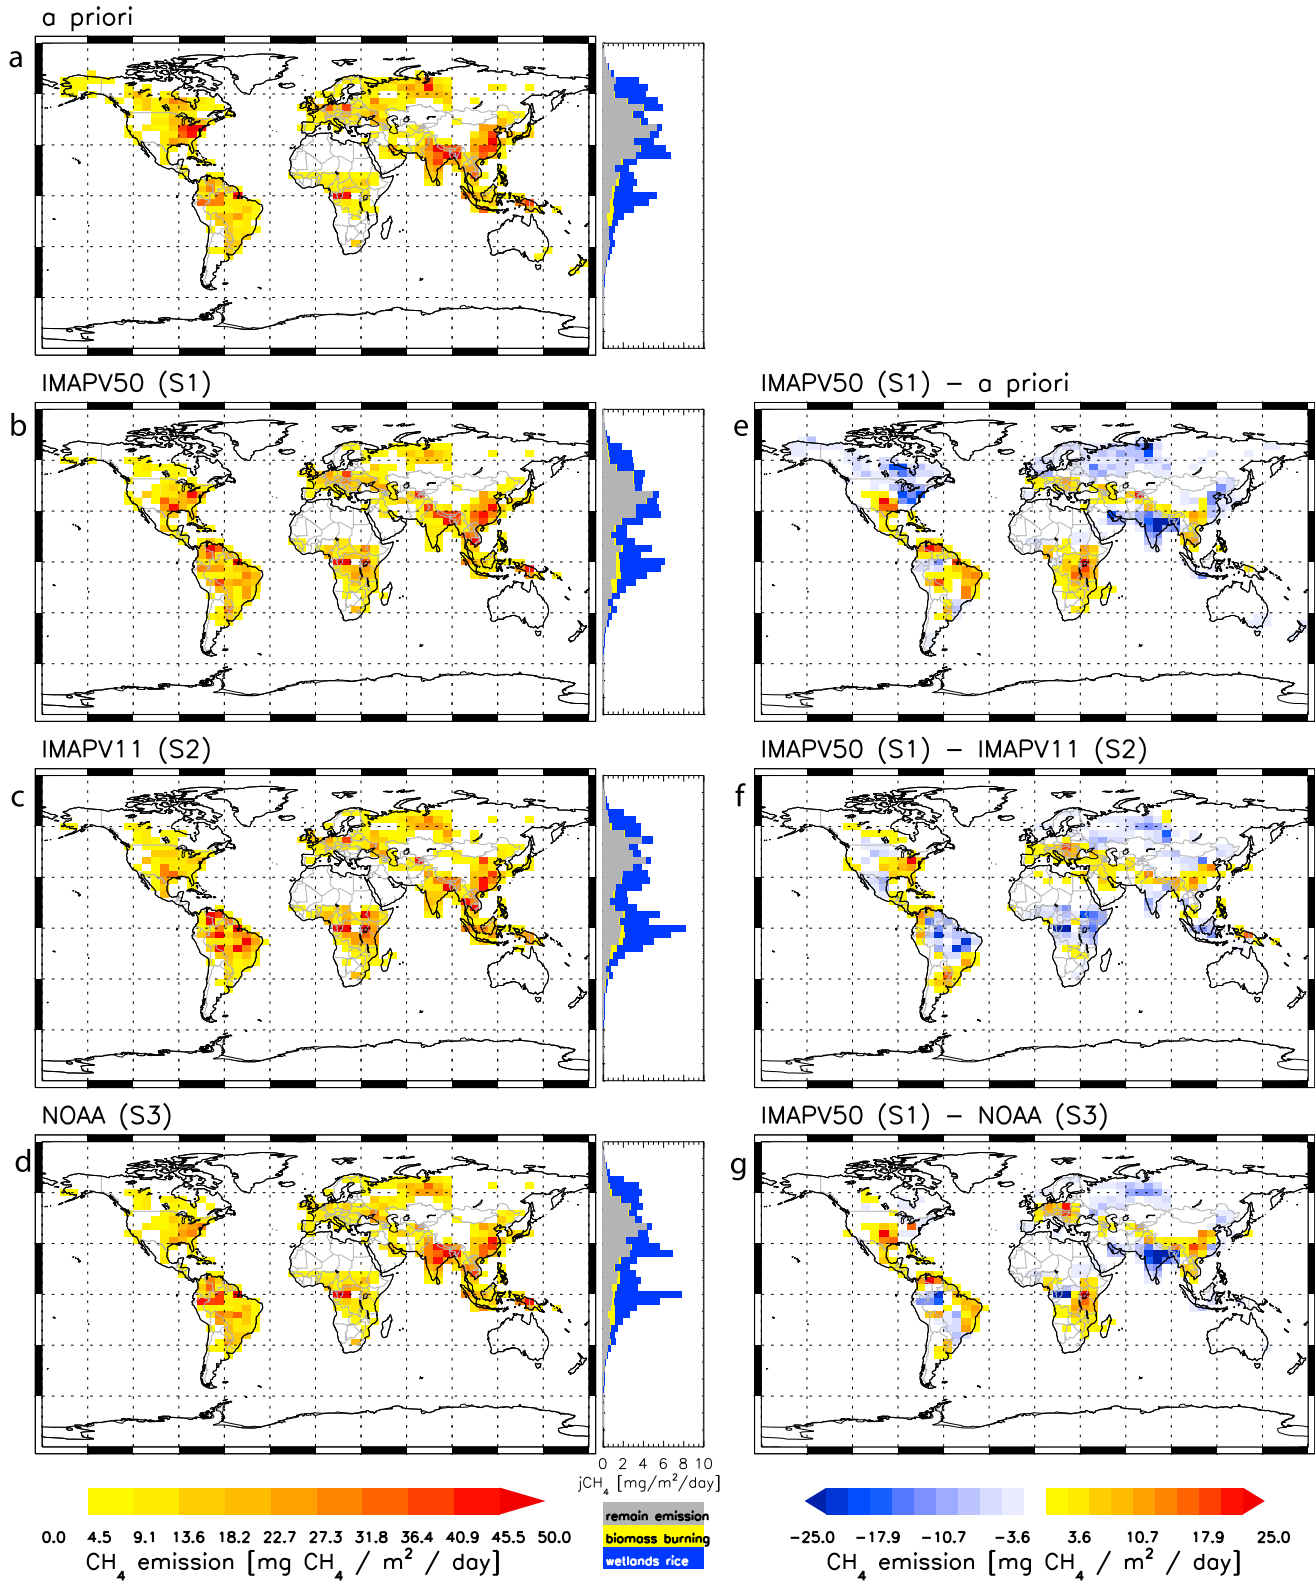 a priori
a
IMAPV50 (S1)
IMAPV50 (S1) − a priori
b
e
IMAPV11 (S2)
IMAPV50 (S1) − IMAPV11 (S2)
c
f
NOAA (S3)
IMAPV50 (S1) − NOAA (S3)
d
g
0 2 4 6 8 10
jCH₄ [mg/m²/day]
remain emission
biomass burning
wetlands rice
0.0 4.5 9.1 13.6 18.2 22.7 27.3 31.8 36.4 40.9 45.5 50.0
CH₄ emission [mg CH₄ / m² / day]
−25.0 −17.9 −10.7 −3.6 3.6 10.7 17.9 25.0
CH₄ emission [mg CH₄ / m² / day]